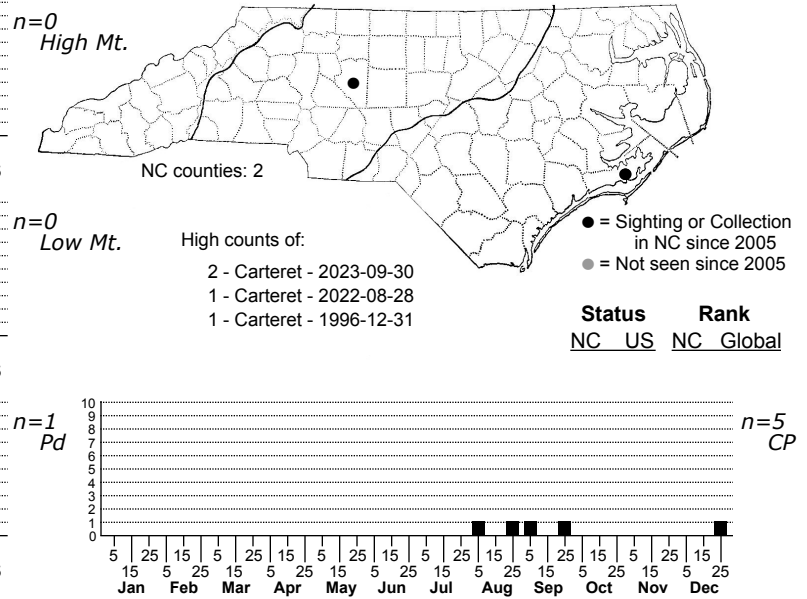 n=0
High Mt.
NC counties: 2
n=0
Low Mt.
High counts of:
2 - Carteret - 2023-09-30
1 - Carteret - 2022-08-28
1 - Carteret - 1996-12-31
= Sighting or Collection
in NC since 2005
= Not seen since 2005
Status Rank
NC US NC Global
n=1
Pd
n=5
CP
10
9
8
7
6
5
4
3
2
1
0
5 25 15 5 25 15 5 25 15 5 25 15 5 25 15 5 25 15
15 5 25 15 5 25 15 5 25 15 5 25 15 5 25 15 5 25
Jan Feb Mar Apr May Jun Jul Aug Sep Oct Nov Dec